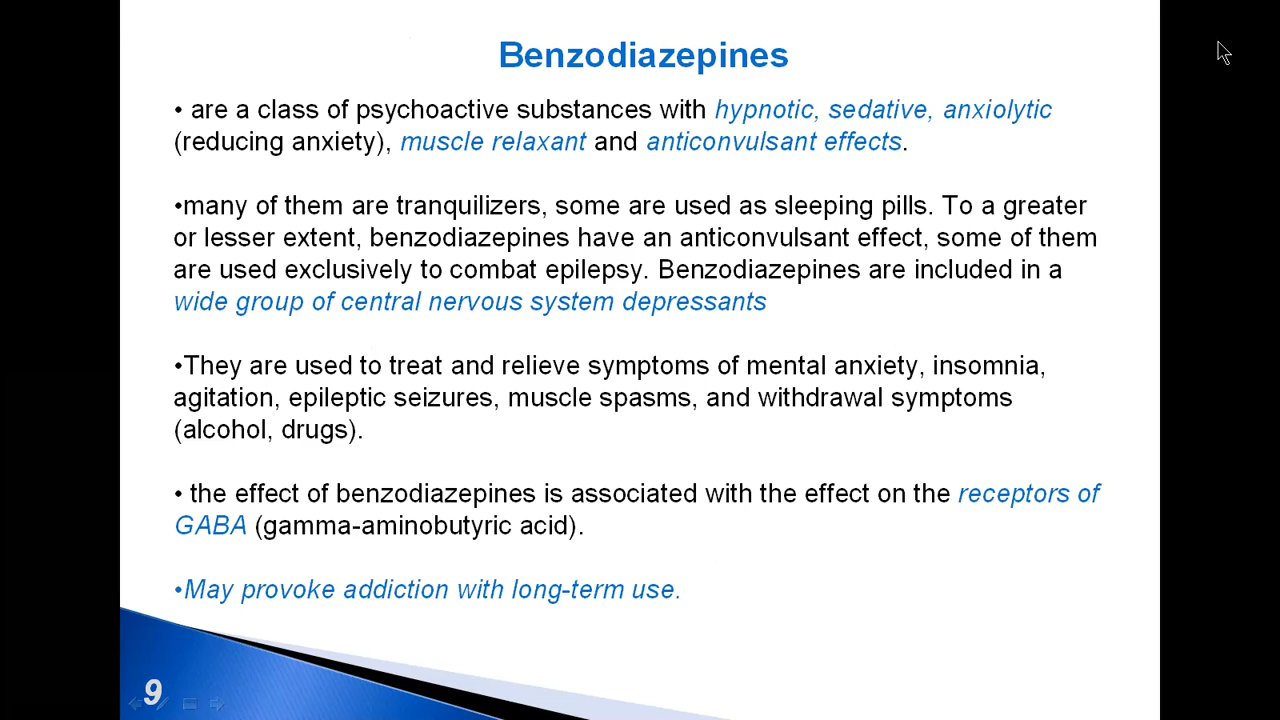 Benzodiazepines
• are a class of psychoactive substances with hypnotic, sedative, anxiolytic
(reducing anxiety), muscle relaxant and anticonvulsant effects.
•many of them are tranquilizers, some are used as sleeping pills. To a greater
or lesser extent, benzodiazepines have an anticonvulsant effect, some of them
are used exclusively to combat epilepsy. Benzodiazepines are included in a
wide group of central nervous system depressants
•They are used to treat and relieve symptoms of mental anxiety, insomnia,
agitation, epileptic seizures, muscle spasms, and withdrawal symptoms
(alcohol, drugs).
• the effect of benzodiazepines is associated with the effect on the receptors of
GABA (gamma-aminobutyric acid).
•May provoke addiction with long-term use.
9